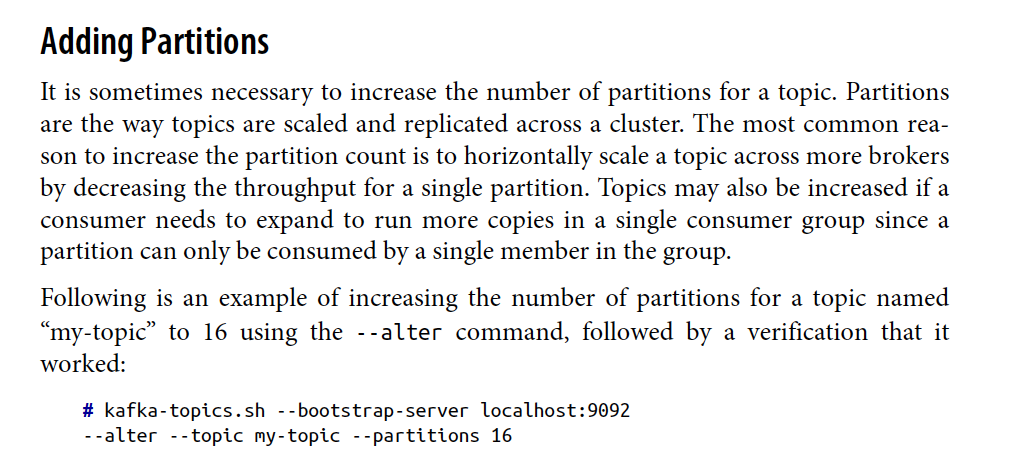 Adding Partitions
It is sometimes necessary to increase the number of partitions for a topic. Partitions
are the way topics are scaled and replicated across a cluster. The most common rea-
son to increase the partition count is to horizontally scale a topic across more brokers
by decreasing the throughput for a single partition. Topics may also be increased if a
consumer needs to expand to run more copies in a single consumer group since a
partition can only be consumed by a single member in the group.
Following is an example of increasing the number of partitions for a topic named
“my-topic” to 16 using the --alter command, followed by a verification that it
worked:
# kafka-topics.sh --bootstrap-server localhost:9092
--alter --topic my-topic --partitions 16